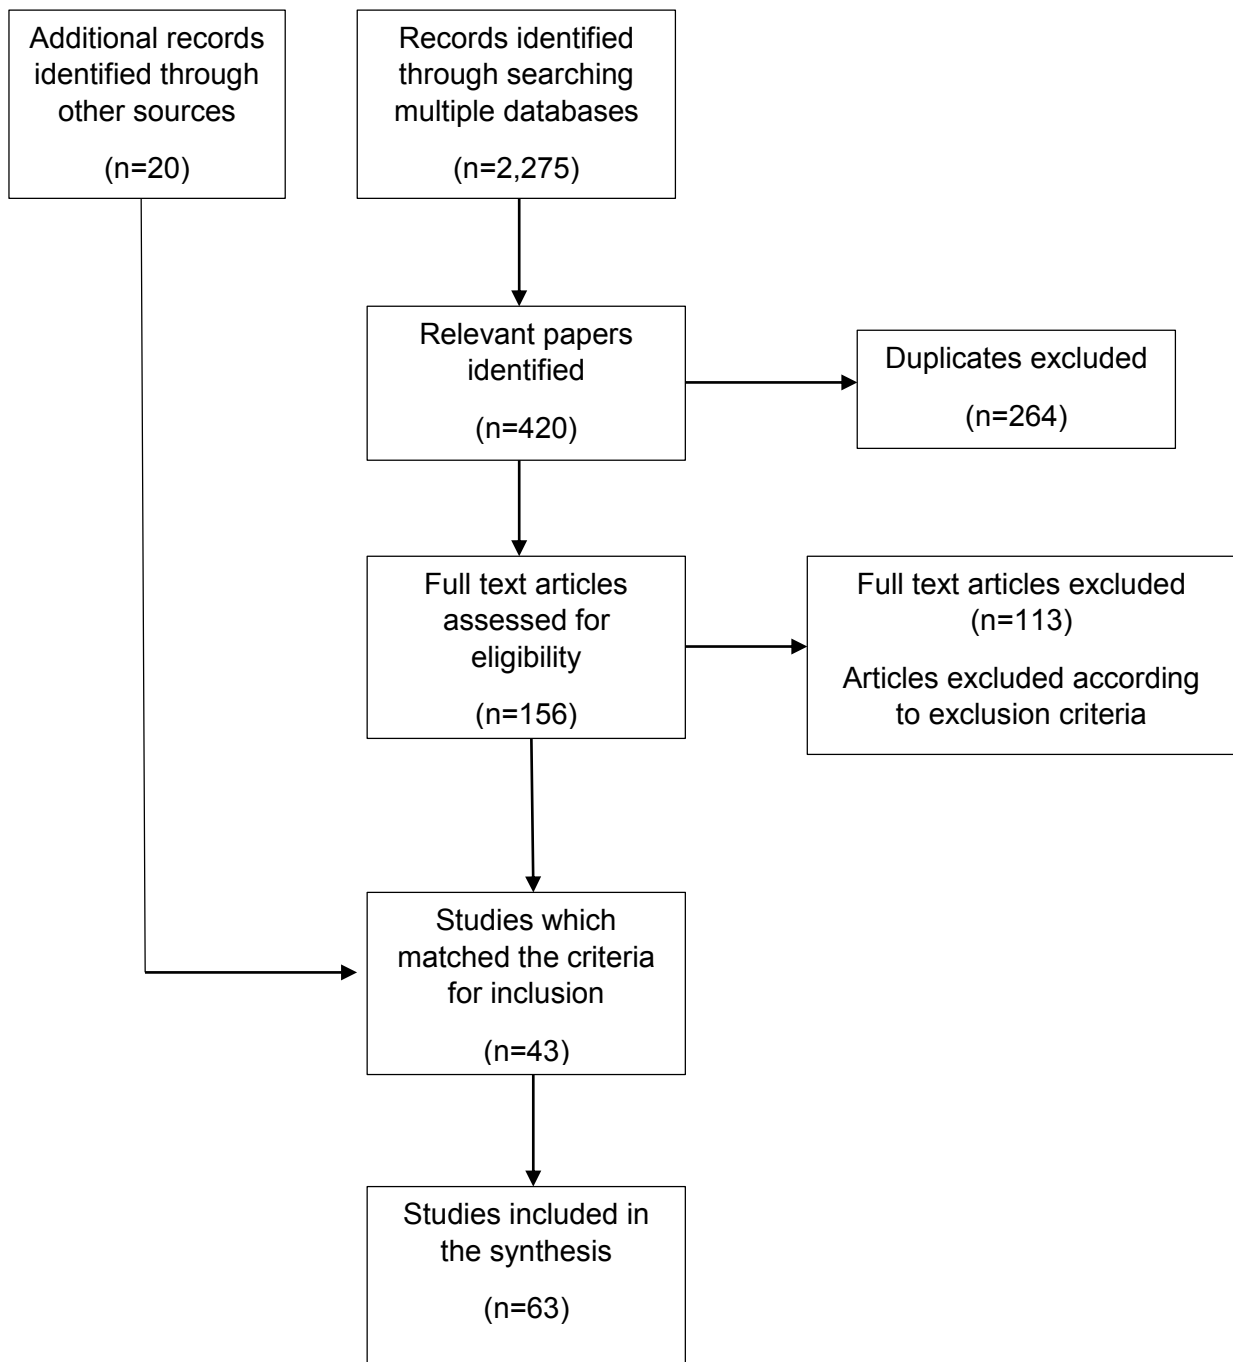 Additional records
identified through
other sources
(n=20)
Records identified
through searching
multiple databases
(n=2,275)
Relevant papers
identified
(n=420)
Duplicates excluded
(n=264)
Full text articles
assessed for
eligibility
(n=156)
Full text articles excluded
(n=113)
Articles excluded according
to exclusion criteria
Studies which
matched the criteria
for inclusion
(n=43)
Studies included in
the synthesis
(n=63)